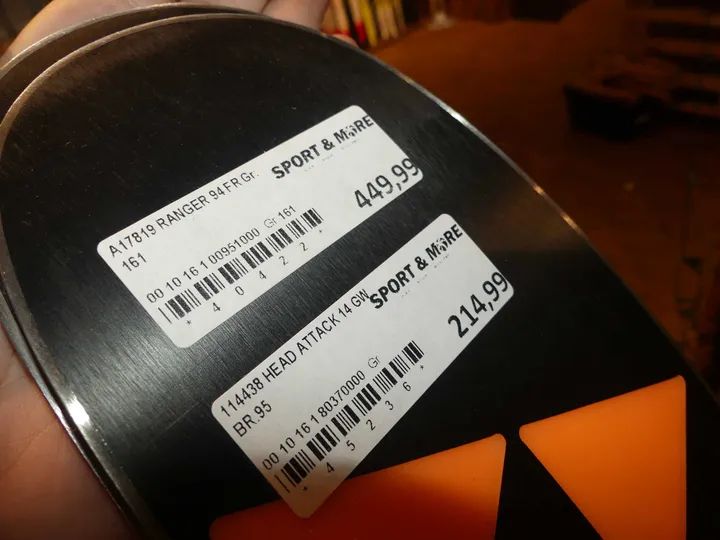 SPORT & MORE
A17819 RANGER 94 FR Gr.
161
449,99
00 10 16 1 00951000 Gr 161
* 4 0 4 2 2 *
SPORT & MORE
114438 HEAD ATTACK 14 GW
BR.95
214,99
00 10 16 1 80370000 Gr
* 4 5 2 3 6 *